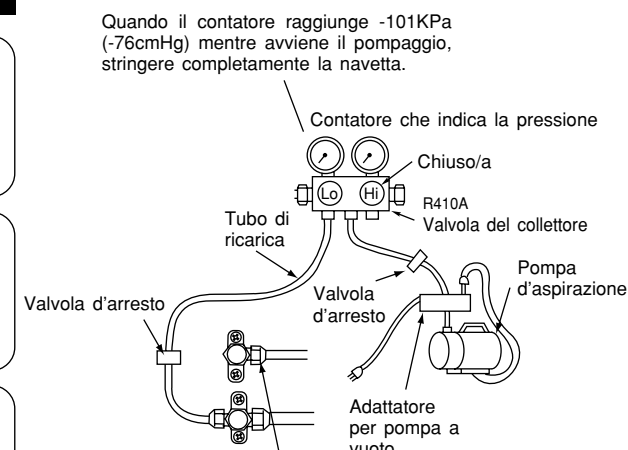 Quando il contatore raggiunge -101KPa
(-76cmHg) mentre avviene il pompaggio,
stringere completamente la navetta.
Contatore che indica la pressione
Chiuso/a
Lo
Hi
R410A
Valvola del collettore
Tubo di
ricarica
Valvola
d'arresto
Pompa
d'aspirazione
Valvola d'arresto
Adattatore
per pompa a
vuoto